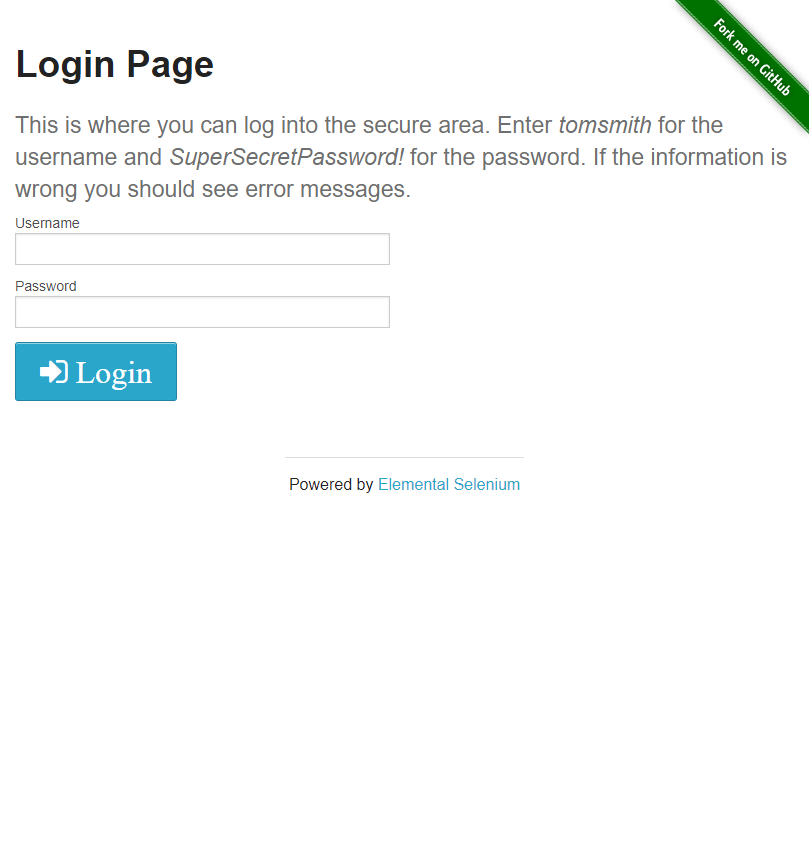 Fork me on GitHub
Login Page
This is where you can log into the secure area. Enter tomsmith for the
username and SuperSecretPassword! for the password. If the information is
wrong you should see error messages.
Username
Password
Login
Powered by Elemental Selenium